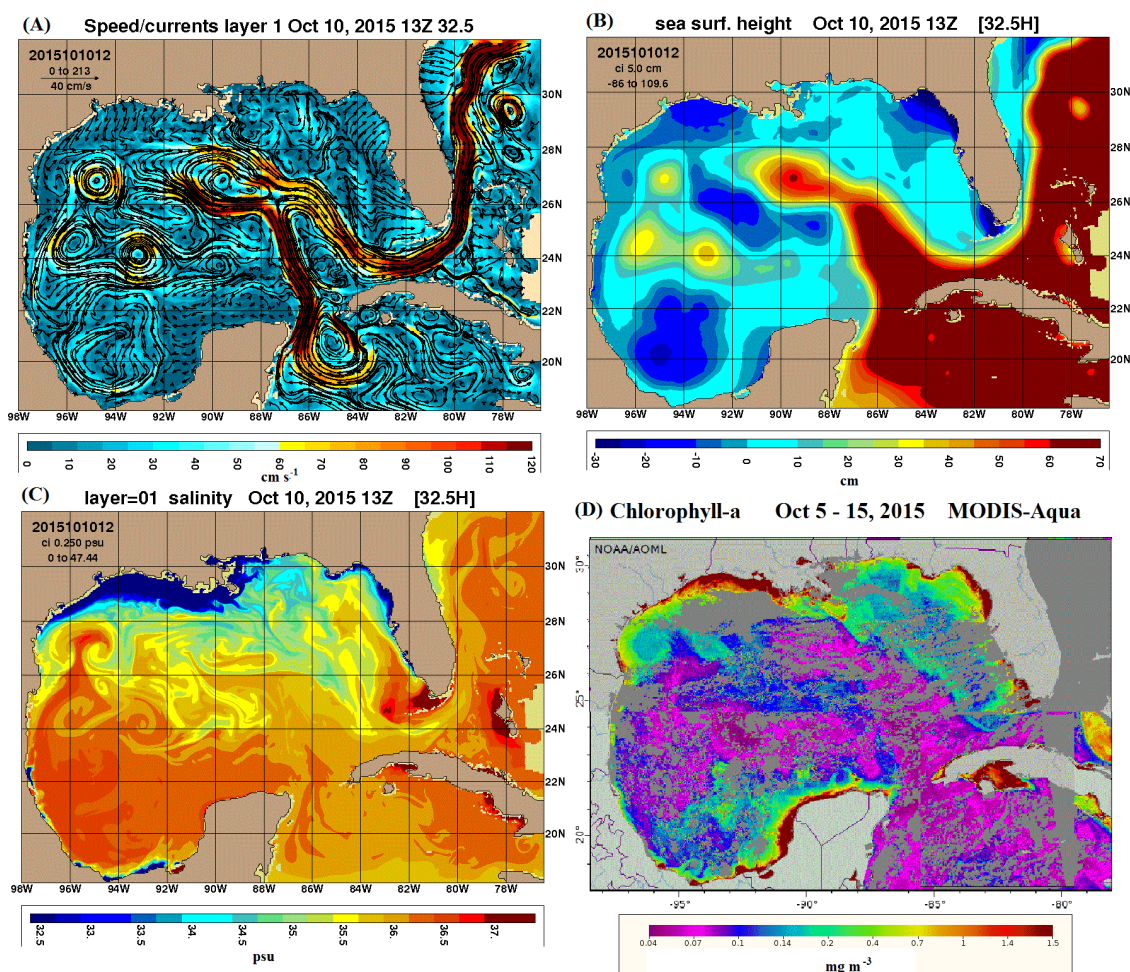 (A) Speed/currents layer 1 Oct 10, 2015 13Z 32.5
2015101012
0 to 213
40 cm/s
30N
28N
26N
24N
22N
20N
98W 96W 94W 92W 90W 88W 86W 84W 82W 80W 78W
0 10 20 30 40 50 60 70 80 90 100 110 120
cm s-1
(B) sea surf. height Oct 10, 2015 13Z [32.5H]
2015101012
ci 5.0 cm
-66 to 109.6
30N
28N
26N
24N
22N
20N
98W 96W 94W 92W 90W 88W 86W 84W 82W 80W 78W
-30 -20 -10 0 10 20 30 40 50 60 70
cm
(C) layer=01 salinity Oct 10, 2015 13Z [32.5H]
2015101012
ci 0.250 psu
0 to 47.44
30N
28N
26N
24N
22N
20N
98W 96W 94W 92W 90W 88W 86W 84W 82W 80W 78W
32.5 33. 33.5 34. 34.5 35. 35.5 36. 36.5 37.
psu
(D) Chlorophyll-a Oct 5 - 15, 2015 MODIS-Aqua
NOAA/AOML
30°
25°
20°
-95° -90° -85° -80°
0.04 0.07 0.1 0.14 0.2 0.4 0.7 1 1.4 1.5
mg m-3